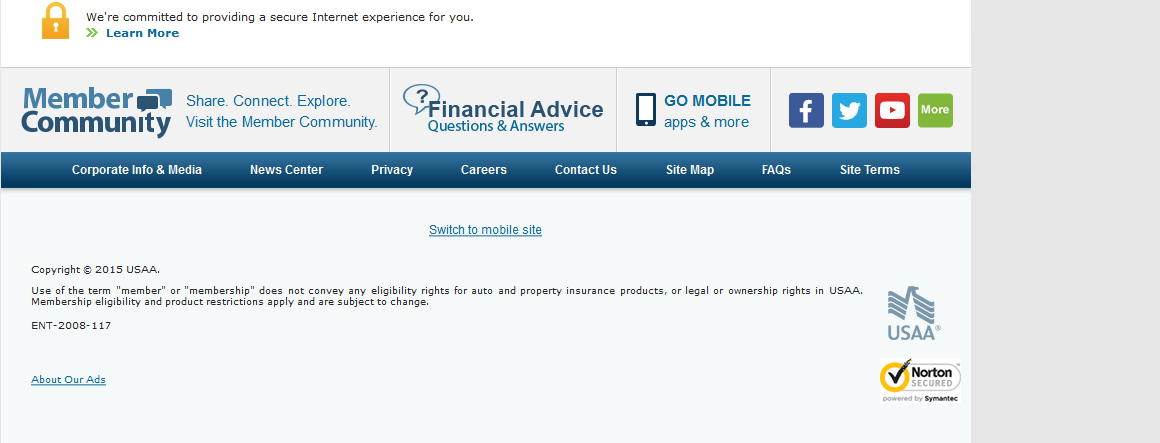 We're committed to providing a secure Internet experience for you.
Learn More
Member
Community
Share. Connect. Explore.
Visit the Member Community.
?
Financial Advice
Questions & Answers
GO MOBILE
apps & more
f
More
Corporate Info & Media News Center Privacy Careers Contact Us Site Map FAQs Site Terms
Switch to mobile site
Copyright © 2015 USAA.
Use of the term "member" or "membership" does not convey any eligibility rights for auto and property insurance products, or legal or ownership rights in USAA.
Membership eligibility and product restrictions apply and are subject to change.
ENT-2008-117
USAA®
About Our Ads
Norton™
SECURED
powered by Symantec